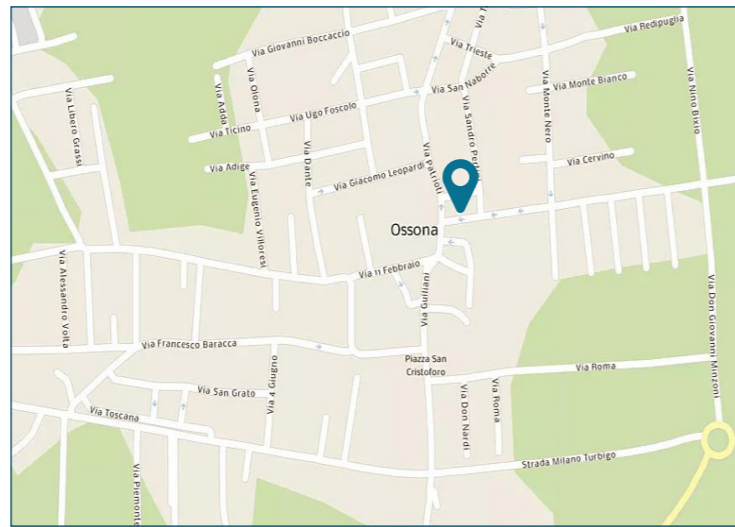 Via Giovanni Boccaccio
Via Trieste
Via Redipuglia
Via Libero Grassi
Via Adda
Via Olona
Via San Naborre
Via Monte Bianco
Via Nino Bixio
Via Ugo Foscolo
Via Ticino
Via Sandro Pertini
Via Monte Nero
Via Adige
Via Dante
Via Patrioti
Via Cervino
Via Giacomo Leopardi
Via Eugenio Villoresi
Ossona
Via Alessandro Volta
Via 11 Febbraio
Via Giuliani
Via Don Giovanni Minzoni
Via Francesco Baracca
Piazza San
Cristoforo
Via Roma
Via San Grato
Via 4 Giugno
Via Don Nardi
Via Roma
Via Toscana
Strada Milano Turbigo
Via Piemonte